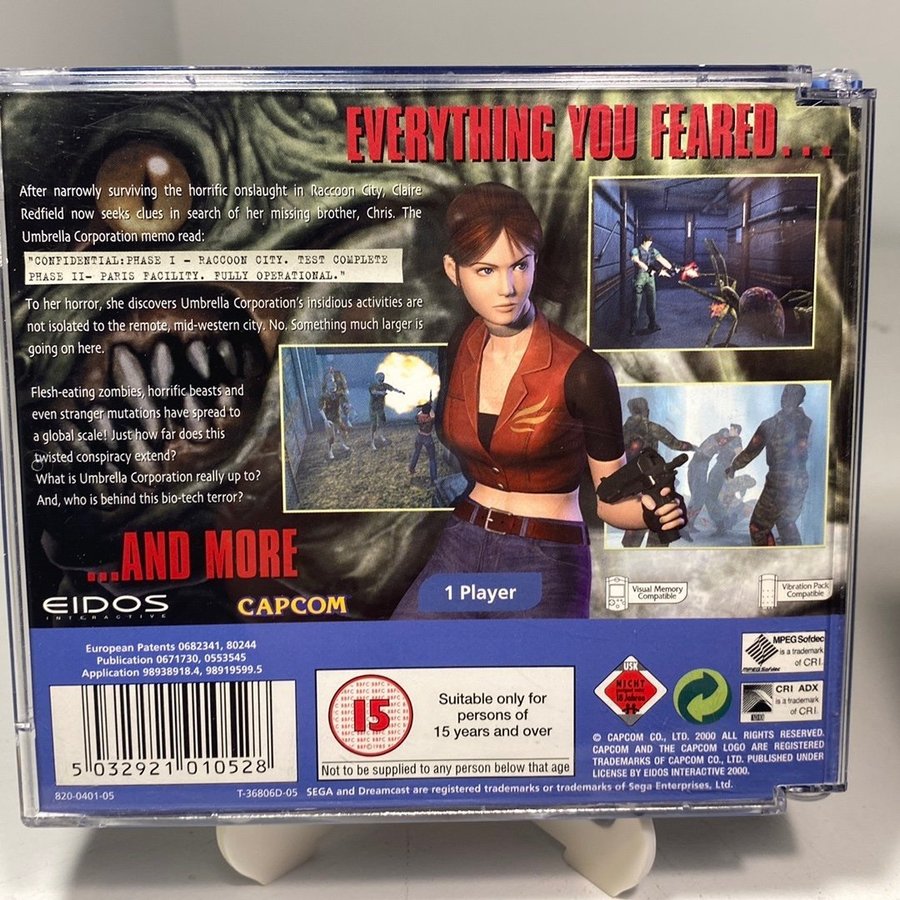 EVERYTHING YOU FEARED...
After narrowly surviving the horrific onslaught in Raccoon City, Claire
Redfield now seeks clues in search of her missing brother, Chris. The
Umbrella Corporation memo read:
"CONFIDENTIAL:PHASE I - RACCOON CITY. TEST COMPLETE
PHASE II- PARIS FACILITY. FULLY OPERATIONAL."
To her horror, she discovers Umbrella Corporation's insidious activities are
not isolated to the remote, mid-western city. No. Something much larger is
going on here.
Flesh-eating zombies, horrific beasts and
even stranger mutations have spread to
a global scale! Just how far does this
twisted conspiracy extend?
What is Umbrella Corporation really up to?
And, who is behind this bio-tech terror?
...AND MORE
EIDOS
INTERACTIVE
CAPCOM
1 Player
Visual Memory
Compatible
Vibration Pack
Compatible
European Patents 0682341, 80244
Publication 0671730, 0553545
Application 98938918.4, 98919599.5
5 032921 010528
820-0401-05
T-36806D-05
15
Suitable only for
persons of
15 years and over
Not to be supplied to any person below that age
USK
NICHT
MPEG Sofdec
MPEG Sofdec
is a trademark
of CRI.
CRI ADX
is a trademark
of CRI.
© CAPCOM CO., LTD. 2000 ALL RIGHTS RESERVED.
CAPCOM AND THE CAPCOM LOGO ARE REGISTERED
TRADEMARKS OF CAPCOM CO., LTD. PUBLISHED UNDER
LICENSE BY EIDOS INTERACTIVE 2000.
SEGA and Dreamcast are registered trademarks or trademarks of Sega Enterprises, Ltd.